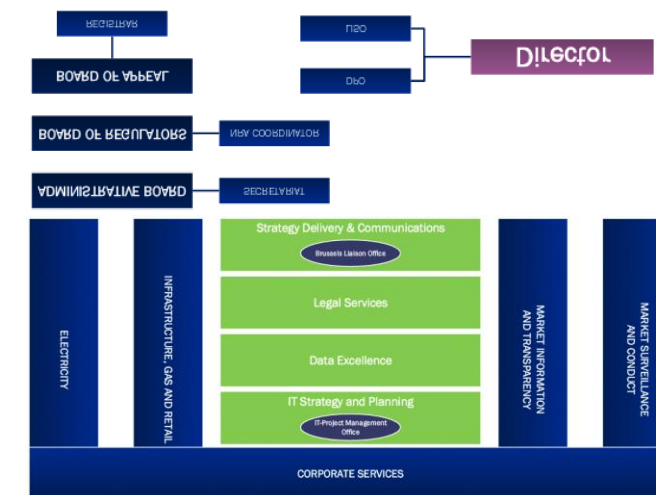 REGISTRAR
LISO
Director
BOARD OF APPEAL
DPO
BOARD OF REGULATORS
NRA COORDINATOR
ADMINISTRATIVE BOARD
SECRETARIAT
Strategy Delivery & Communications
Brussels Liaison Office
Legal Services
Data Excellence
IT Strategy and Planning
IT-Project Management
Office
ELECTRICITY
INFRASTRUCTURE, GAS AND RETAIL
MARKET INFORMATION
AND TRANSPARENCY
MARKET SURVEILLANCE
AND CONDUCT
CORPORATE SERVICES